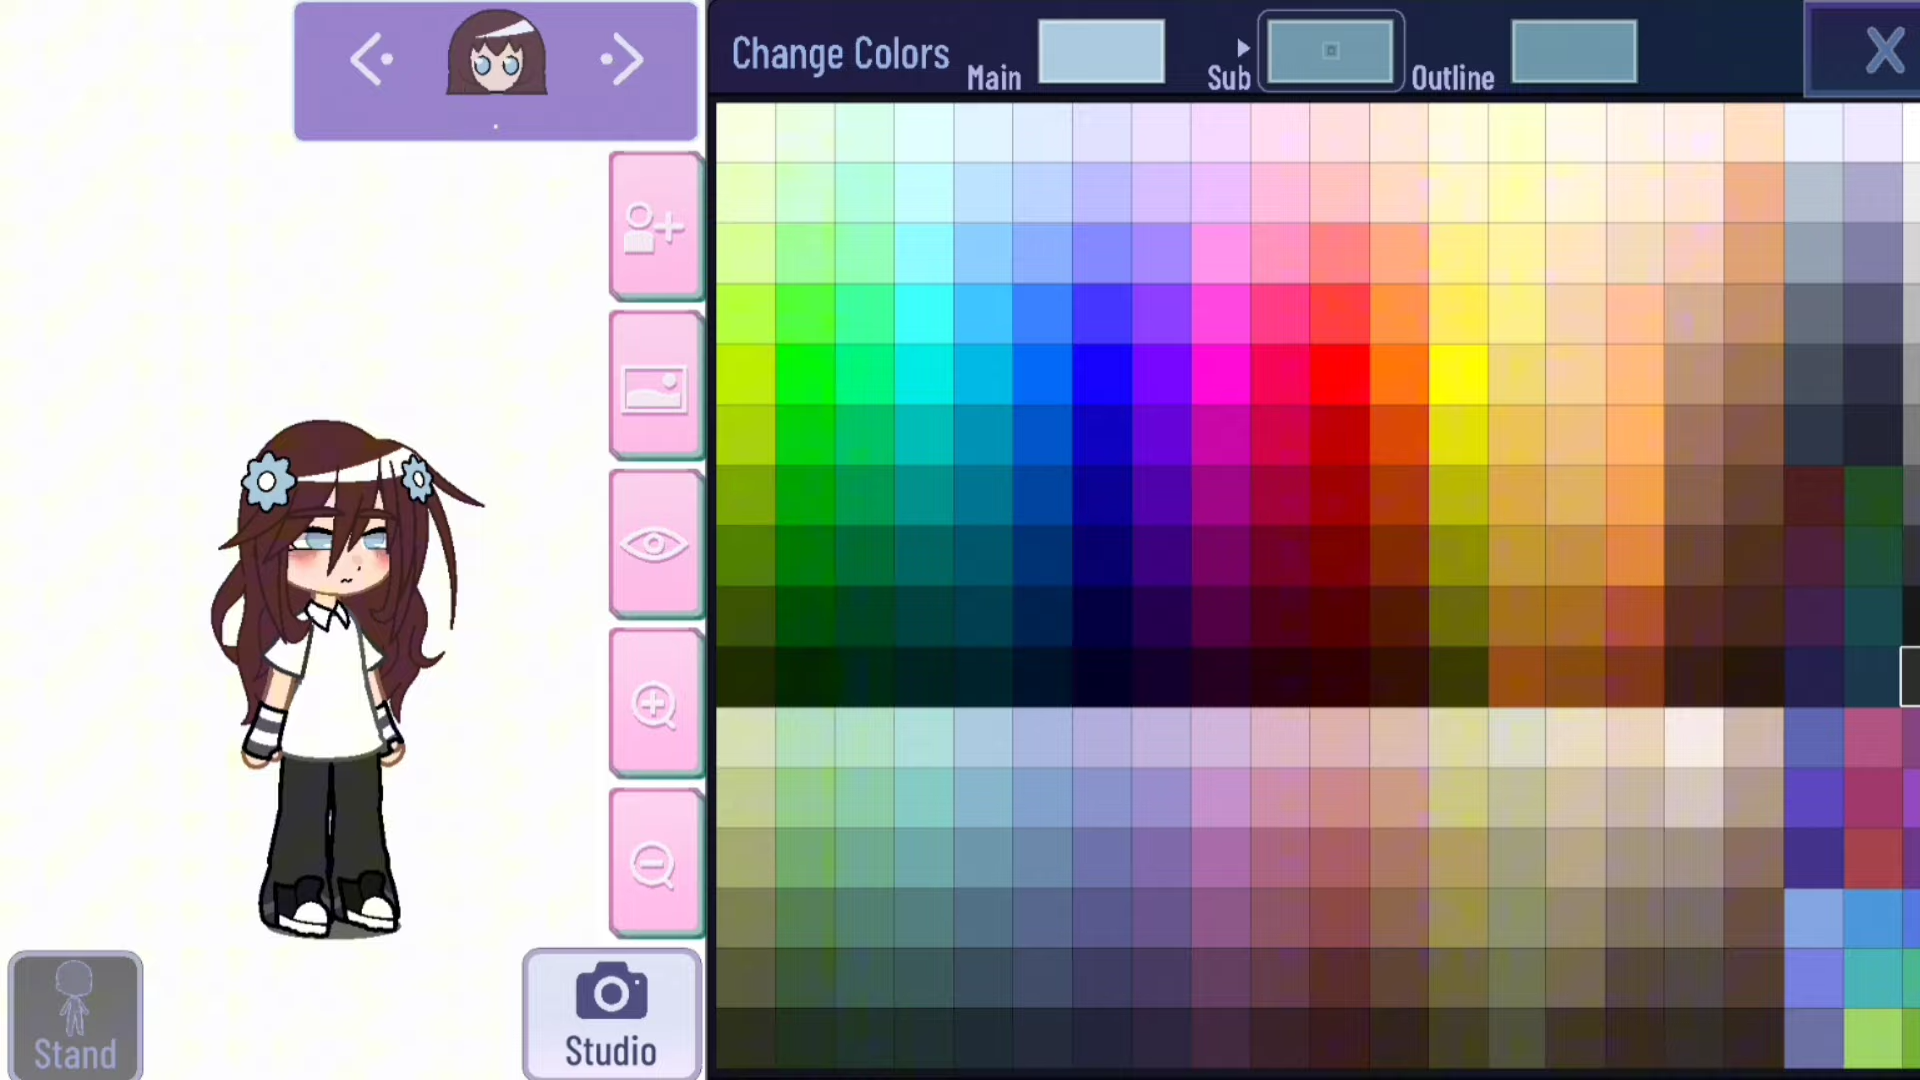 Change Colors
Main
Sub
Outline
X
Stand
Studio